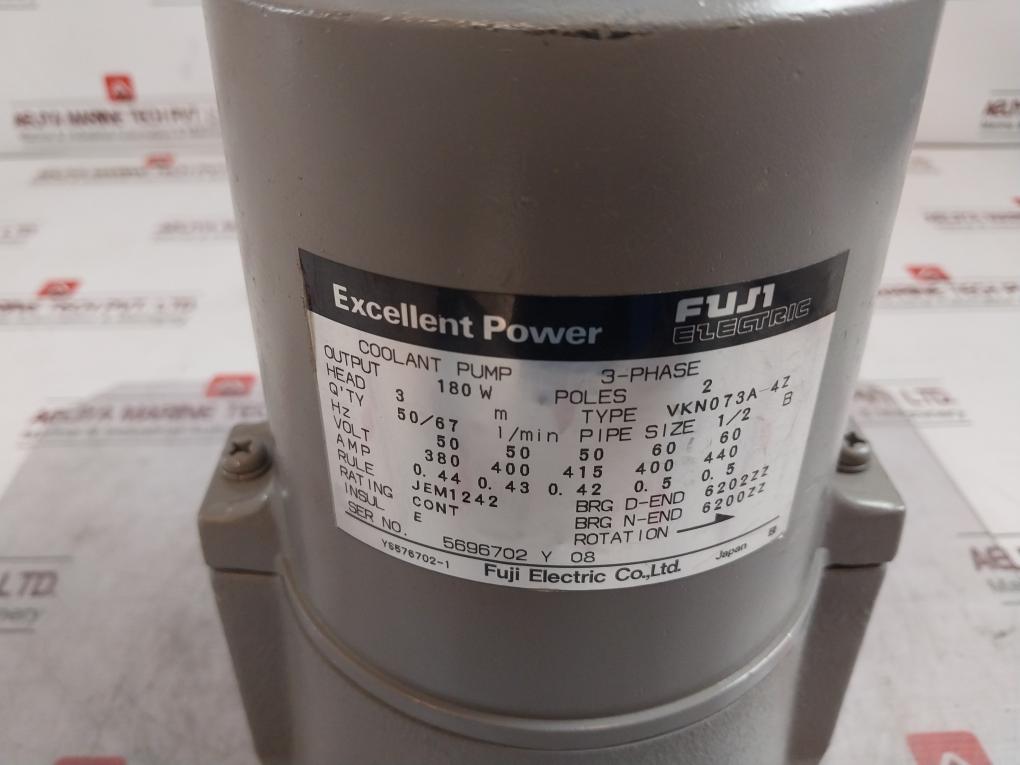 Excellent Power FUJI ELECTRIC
COOLANT PUMP 3-PHASE
OUTPUT 180 W POLES 2
HEAD 3 m TYPE VKN073A-4Z
Q'TY 50/67 l/min PIPE SIZE 1/2 B
Hz 50 50 50 60 60
VOLT 380 400 415 400 440
AMP 0.44 0.43 0.42 0.5 0.5
RULE JEM1242 BRG D-END 6202ZZ
RATING CONT BRG N-END 6200ZZ
INSUL E ROTATION
SER NO. 5696702 Y 08
YS576702-1 Fuji Electric Co.,Ltd. Japan